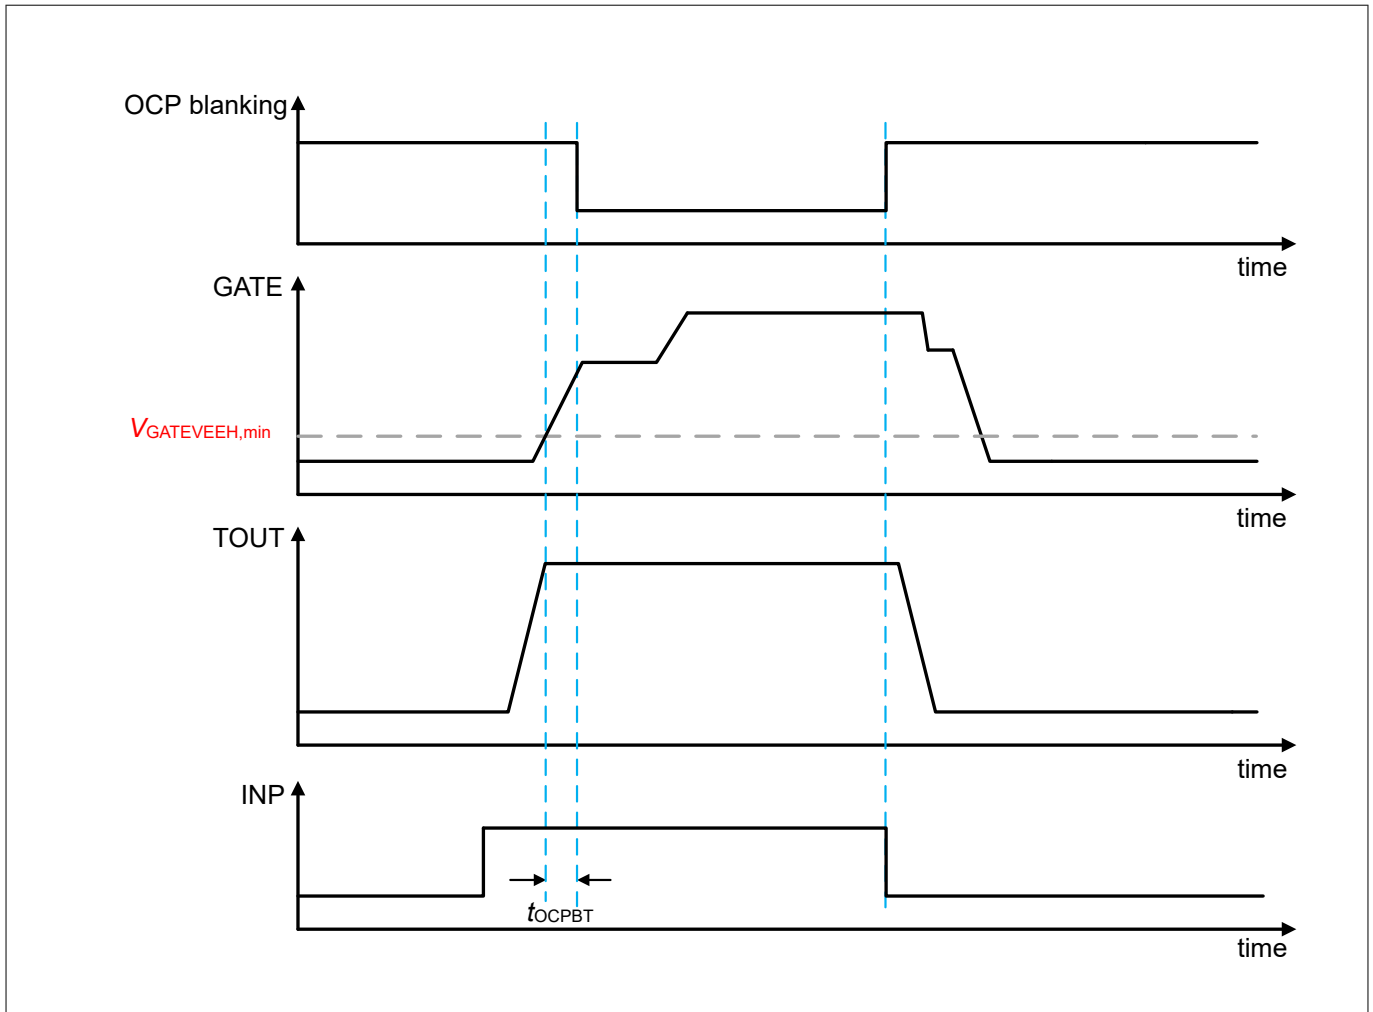 OCP blanking
time
GATE
VGATEVEEH,min
time
TOUT
time
INP
tOCPBT
time